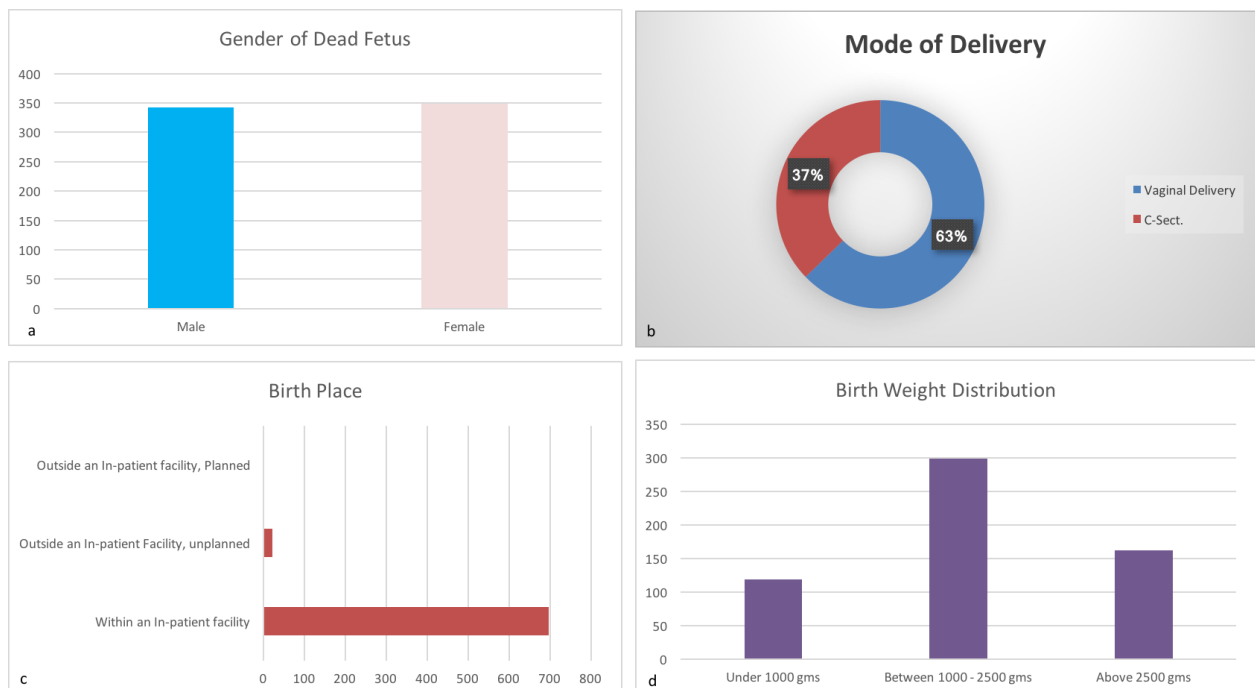 Gender of Dead Fetus
400
350
300
250
200
150
100
50
0
Male Female
a
Mode of Delivery
37%
63%
Vaginal Delivery
C-Sect.
b
Birth Place
Outside an In-patient facility, Planned
Outside an In-patient Facility, unplanned
Within an In-patient facility
0 100 200 300 400 500 600 700 800
c
Birth Weight Distribution
350
300
250
200
150
100
50
0
Under 1000 gms Between 1000 - 2500 gms Above 2500 gms
d